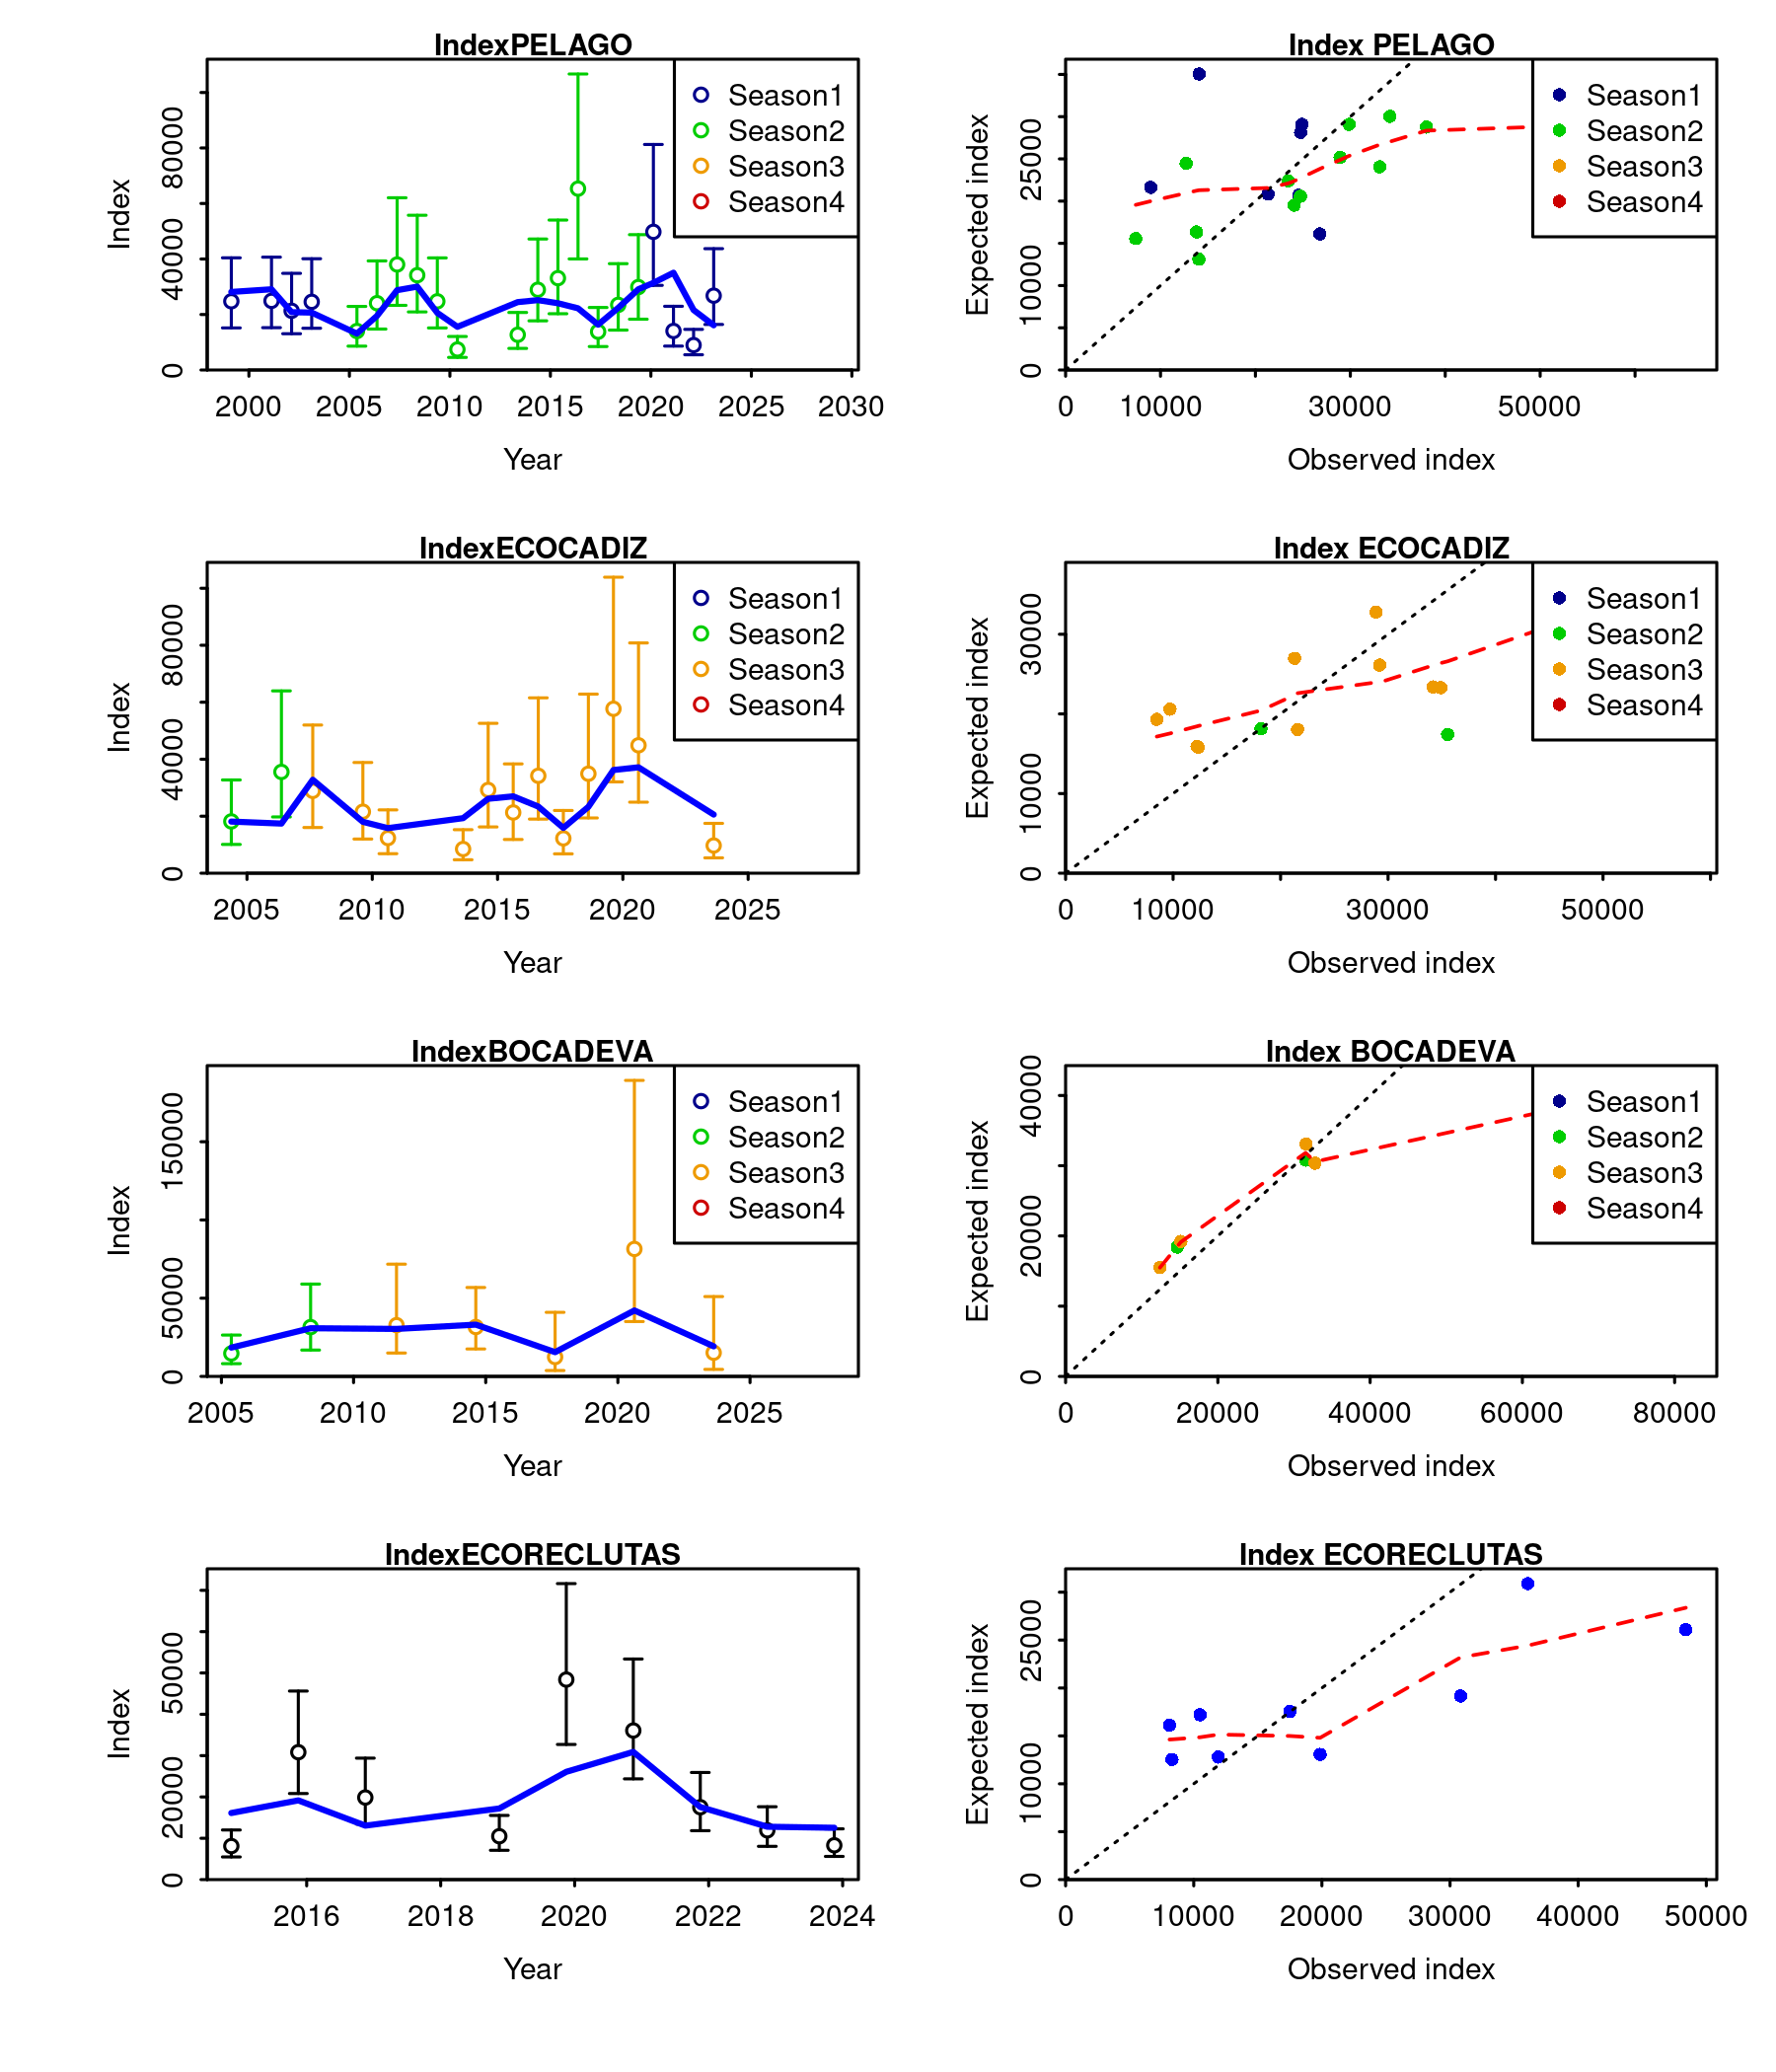 IndexPELAGO
Index
0
40000
80000
2000 2005 2010 2015 2020 2025 2030
Year
Season1
Season2
Season3
Season4
Index PELAGO
Expected index
0
10000
25000
0 10000 30000 50000
Observed index
Season1
Season2
Season3
Season4
IndexECOCADIZ
Index
0
40000
80000
2005 2010 2015 2020 2025
Year
Season1
Season2
Season3
Season4
Index ECOCADIZ
Expected index
0
10000
30000
0 10000 30000 50000
Observed index
Season1
Season2
Season3
Season4
IndexBOCADEVA
Index
0
50000
150000
2005 2010 2015 2020 2025
Year
Season1
Season2
Season3
Season4
Index BOCADEVA
Expected index
0
20000
40000
0 20000 40000 60000 80000
Observed index
Season1
Season2
Season3
Season4
IndexECORECLUTAS
Index
0
20000
50000
2016 2018 2020 2022 2024
Year
Index ECORECLUTAS
Expected index
0
10000
25000
0 10000 20000 30000 40000 50000
Observed index